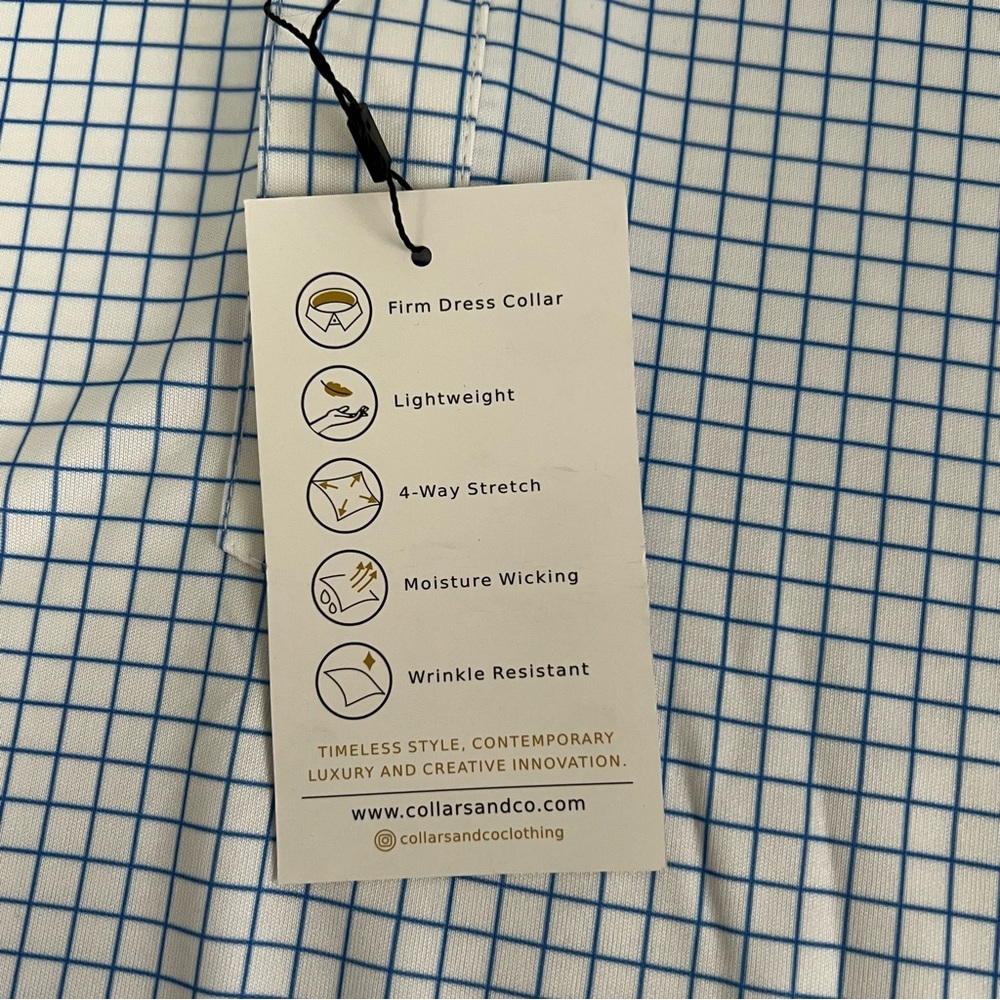 Firm Dress Collar
Lightweight
4-Way Stretch
Moisture Wicking
Wrinkle Resistant
TIMELESS STYLE, CONTEMPORARY
LUXURY AND CREATIVE INNOVATION.
www.collarsandco.com
collarsandcoclothing